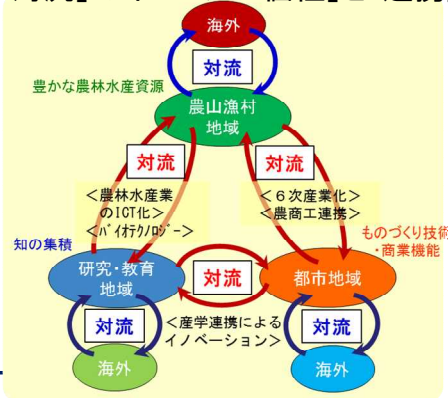 海外
対流
豊かな農林水産資源
農山漁村
地域
対流
対流
＜農林水産業
のICT化＞
＜ﾊﾞｲｵﾃｸﾉﾛｼﾞｰ＞
＜６次産業化＞
＜農商工連携＞
知の集積
ものづくり技術
・商業機能
研究・教育
地域
対流
都市地域
対流
＜産学連携による
イノベーション＞
対流
海外
海外